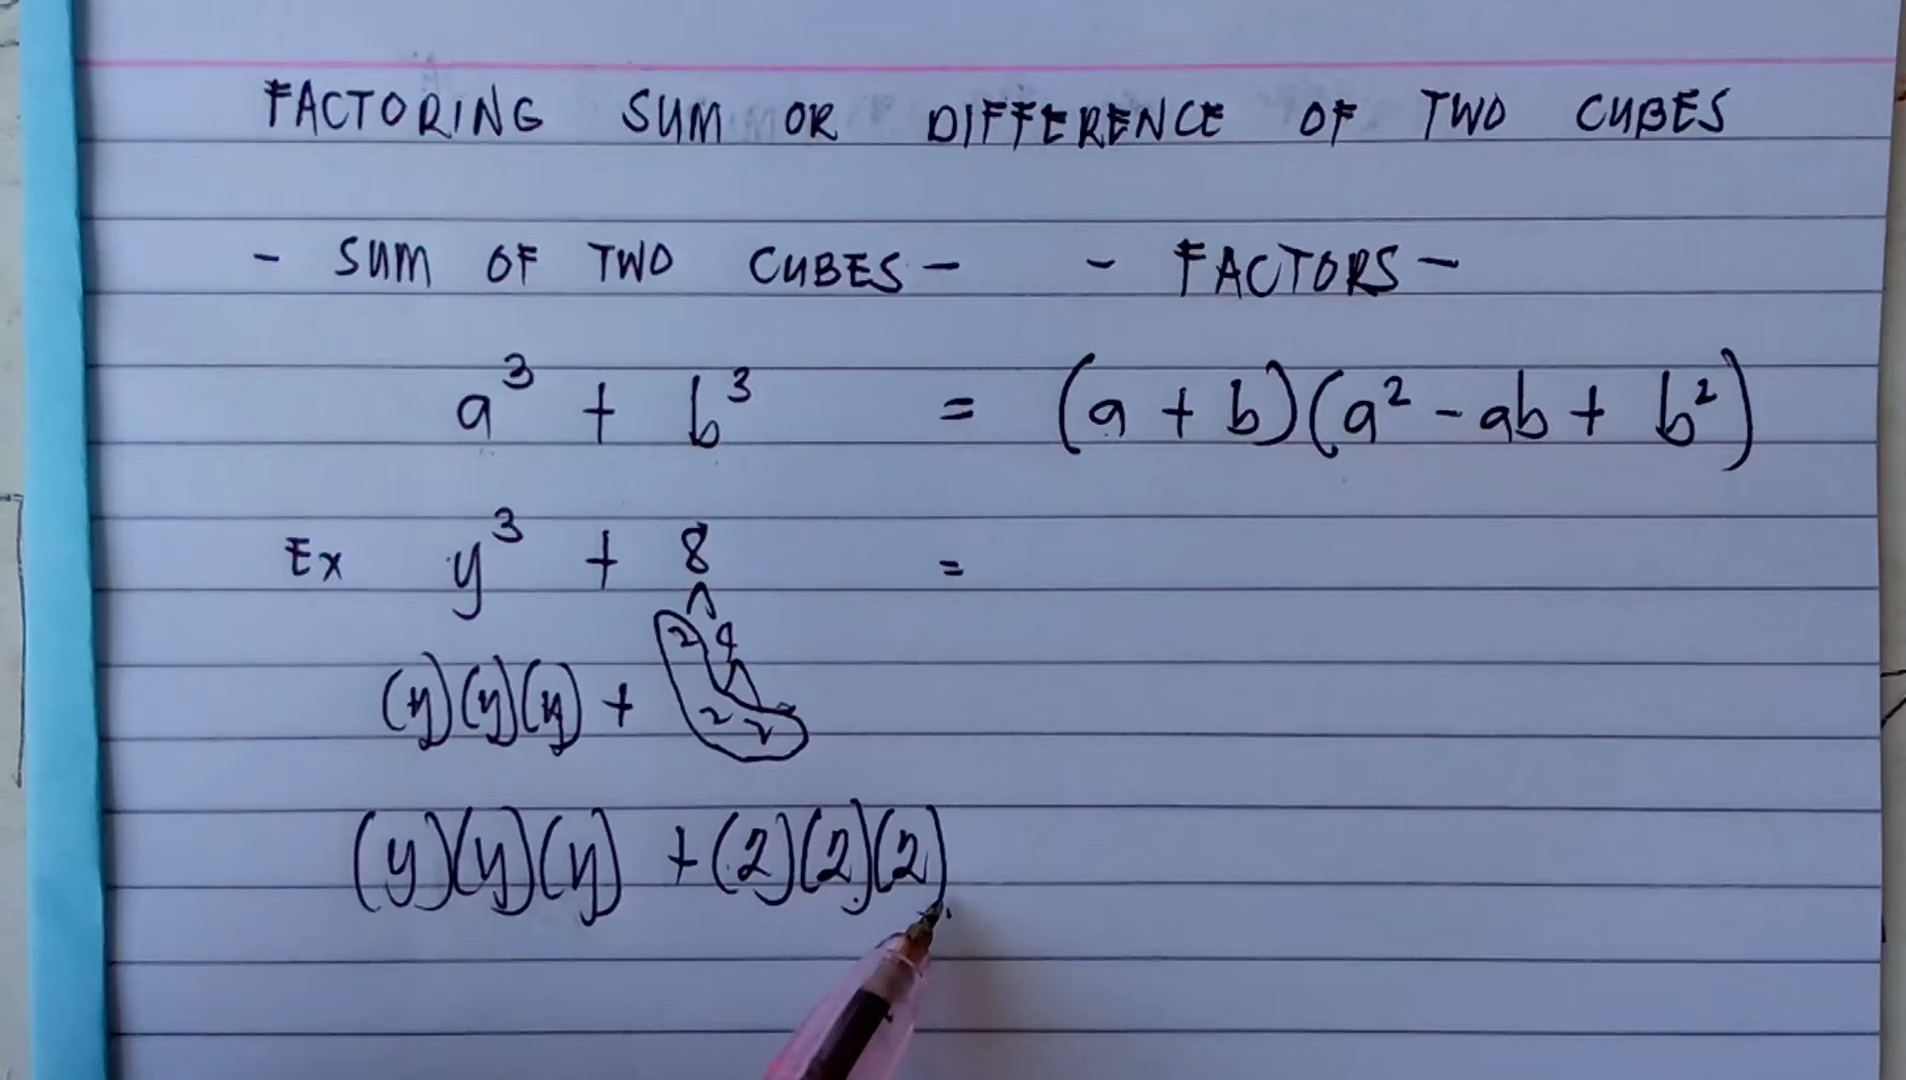 FACTORING SUM OR DIFFERENCE OF TWO CUBES
- SUM OF TWO CUBES - - FACTORS -
a³ + b³ = (a + b)(a² - ab + b²)
Ex y³ + 8 =
2 4
(y)(y)(y) + 2 2
(y)(y)(y) + (2)(2)(2)